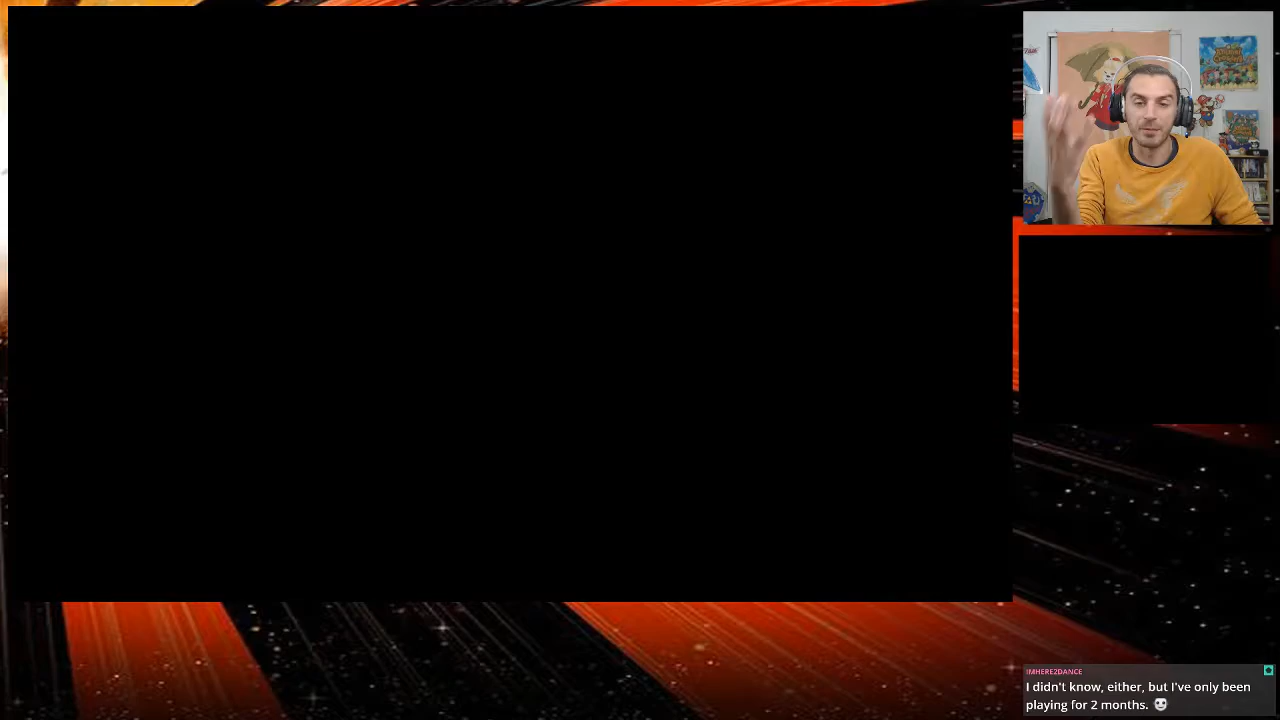 IMHERE2DANCE
I didn't know, either, but I've only been
playing for 2 months.